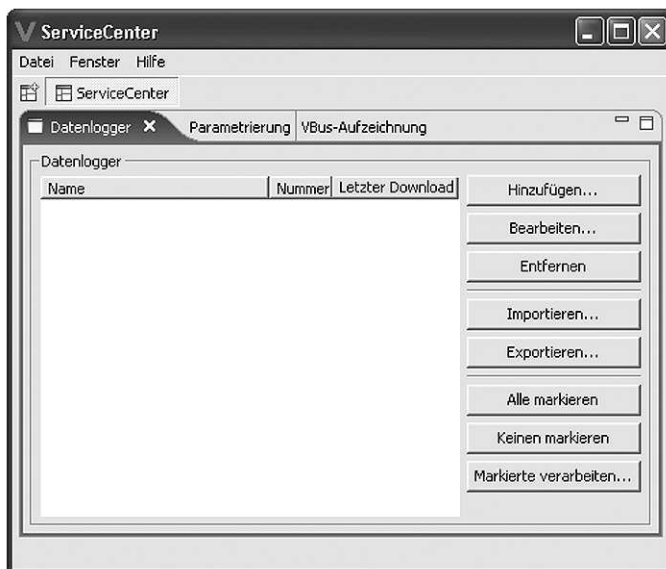 ServiceCenter
Datei Fenster Hilfe
ServiceCenter
Datenlogger Parametrierung VBus-Aufzeichnung
Datenlogger
Name Nummer Letzter Download
Hinzufügen...
Bearbeiten...
Entfernen
Importieren...
Exportieren...
Alle markieren
Keinen markieren
Markierte verarbeiten...